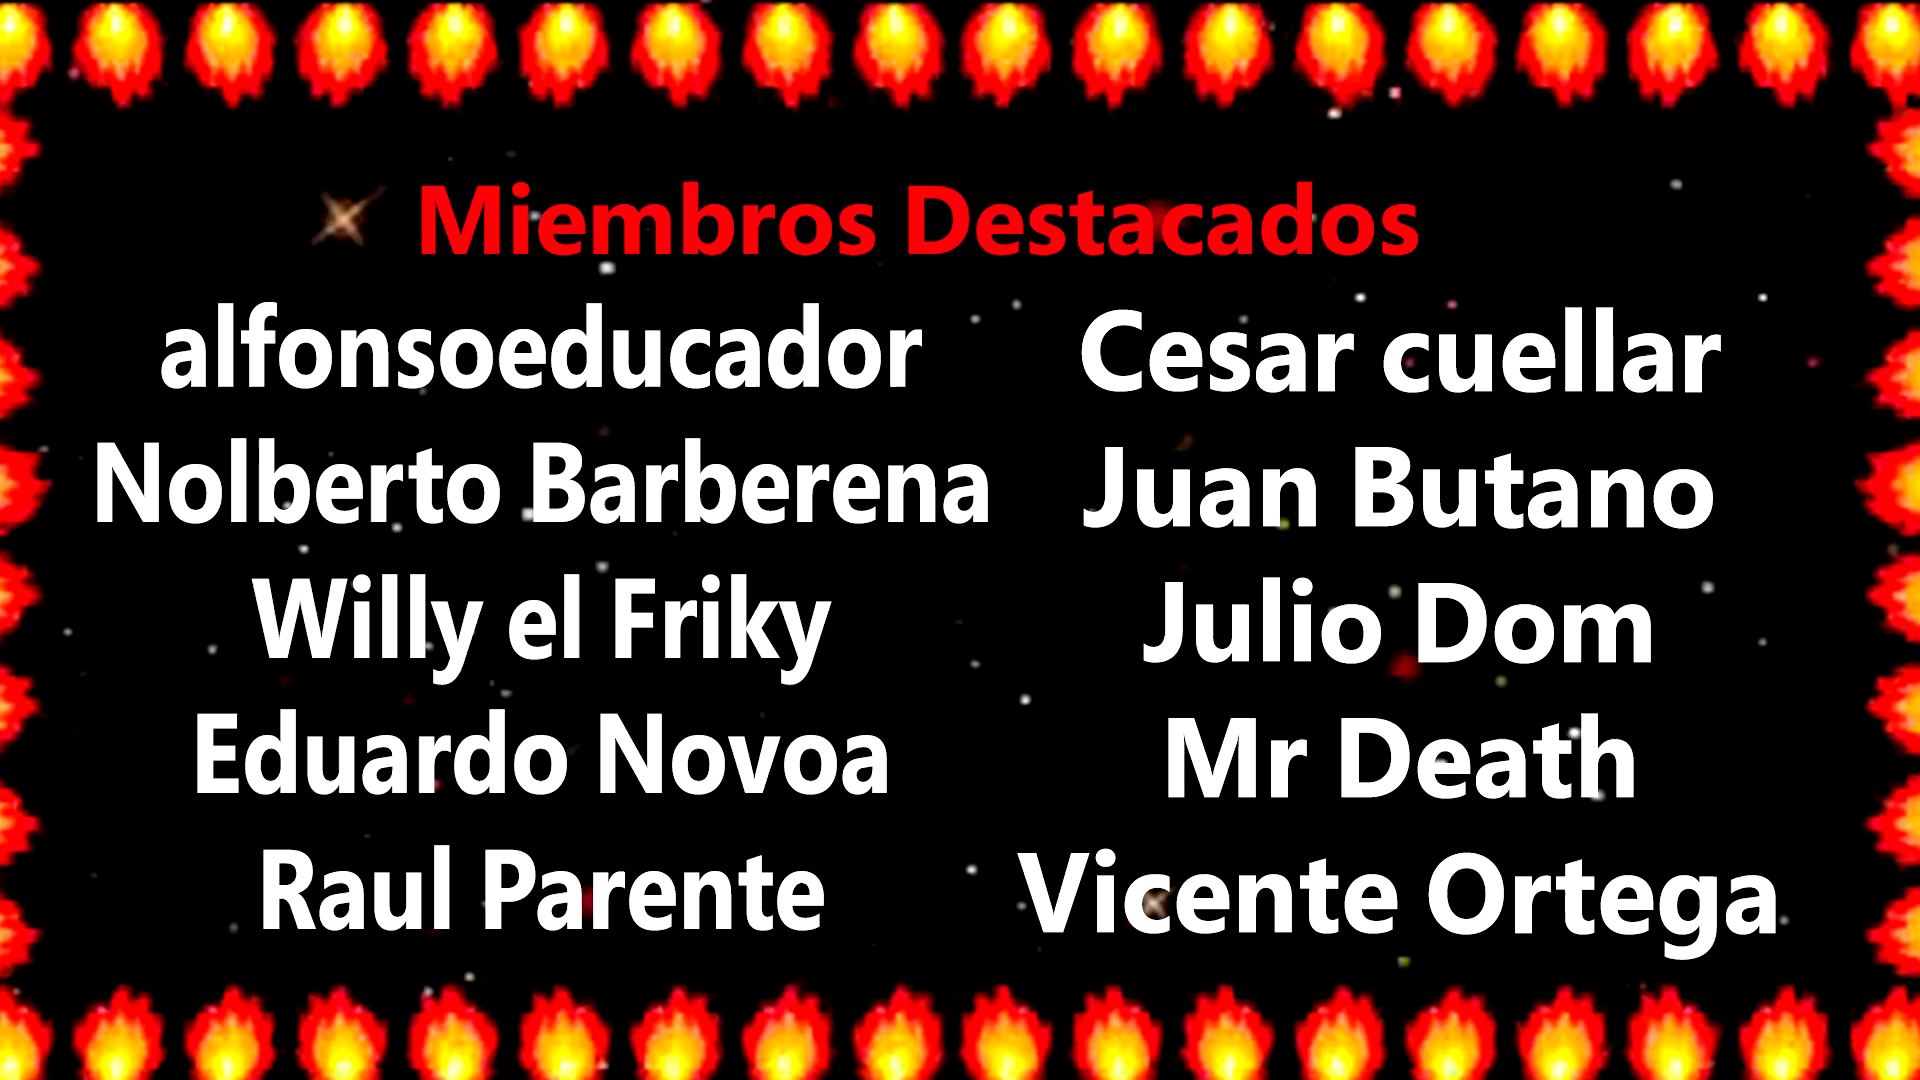 Miembros Destacados
alfonsoeducador
Nolberto Barberena
Willy el Friky
Eduardo Novoa
Raul Parente
Cesar cuellar
Juan Butano
Julio Dom
Mr Death
Vicente Ortega